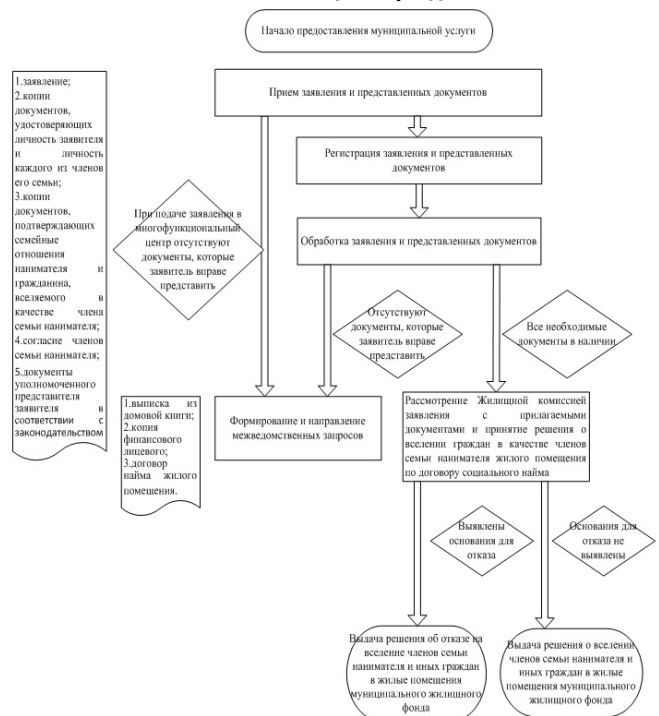 Начало предоставления муниципальной услуги
1.заявление;
2.копии
документов,
удостоверяющих
личность заявителя
и личность
каждого из членов
его семьи;
3.копии
документов,
подтверждающих
семейные
отношения
нанимателя и
гражданина,
вселяемого в
качестве члена
семьи нанимателя;
4.согласие членов
семьи нанимателя;
5.документы
уполномоченного
представителя
заявителя в
соответствии с
законодательством
Прием заявления и представленных документов
Регистрация заявления и представленных
документов
При подаче заявления в
многофункциональный
центр отсутствуют
документы, которые
заявитель вправе
представить
Обработка заявления и представленных документов
Отсутствуют
документы, которые
заявитель вправе
представить
Все необходимые
документы в наличии
1.выписка из
домовой книги;
2.копия
финансового
лицевого;
3.договор
найма жилого
помещения.
Формирование и направление
межведомственных запросов
Рассмотрение Жилищной комиссией
заявления с прилагаемыми
документами и принятие решения о
вселении граждан в качестве членов
семьи нанимателя жилого помещения
по договору социального найма
Выявлены
основания для
отказа
Основания для
отказа не
выявлены
Выдача решения об отказе на
вселение членов семьи
нанимателя и иных граждан
в жилые помещения
муниципального жилищного
фонда
Выдача решения о вселении
членов семьи нанимателя и
иных граждан в жилые
помещения муниципального
жилищного фонда